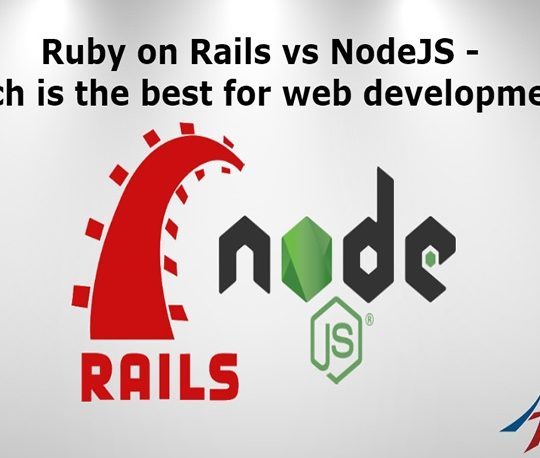 Ruby on Rails vs NodeJS -
ch is the best for web developme
RAILS
node
JS®